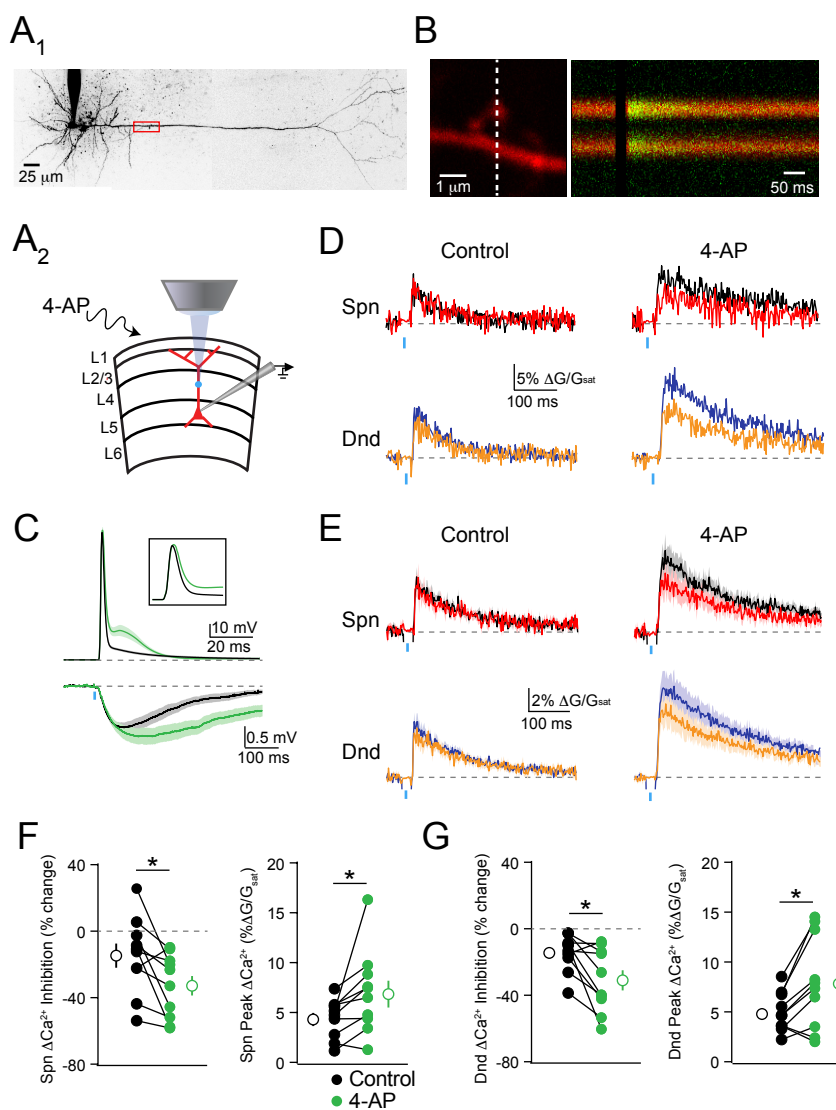 A1
25 μm
B
1 μm
50 ms
A2
4-AP
L1
L2/3
L4
L5
L6
C
10 mV
20 ms
0.5 mV
100 ms
D
Control
4-AP
Spn
5% ΔG/Gsat
100 ms
Dnd
E
Control
4-AP
Spn
2% ΔG/Gsat
100 ms
Dnd
F
Spn ΔCa²⁺ Inhibition (% change)
40
0
-40
-80
*
Spn Peak ΔCa²⁺ (%ΔG/Gsat)
20
15
10
5
0
*
Control
4-AP
G
Dnd ΔCa²⁺ Inhibition (% change)
40
0
-40
-80
*
Dnd Peak ΔCa²⁺ (%ΔG/Gsat)
20
15
10
5
0
*